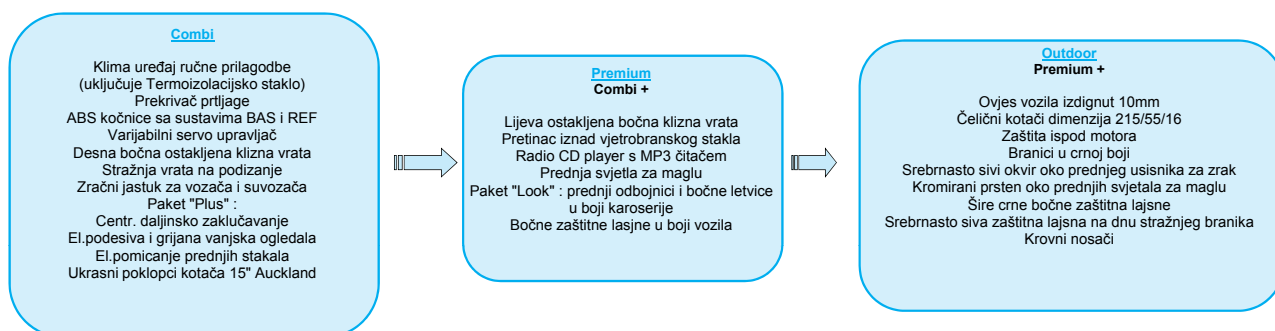 Combi
Klima uređaj ručne prilagodbe
(uključuje Termoizolacijsko staklo)
Prekrivač prtljage
ABS kočnice sa sustavima BAS i REF
Varijabilni servo upravljač
Desna bočna ostakljena klizna vrata
Stražnja vrata na podizanje
Zračni jastuk za vozača i suvozača
Paket "Plus" :
Centr. daljinsko zaključavanje
El.podesiva i grijana vanjska ogledala
El.pomicanje prednjih stakala
Ukrasni poklopci kotača 15" Auckland
Premium
Combi +
Lijeva ostakljena bočna klizna vrata
Pretinac iznad vjetrobranskog stakla
Radio CD player s MP3 čitačem
Prednja svjetla za maglu
Paket "Look" : prednji odbojnici i bočne letvice
u boji karoserije
Bočne zaštitne lasjne u boji vozila
Outdoor
Premium +
Ovjes vozila izdignut 10mm
Čelični kotači dimenzija 215/55/16
Zaštita ispod motora
Branici u crnoj boji
Srebrnasto sivi okvir oko prednjeg usisnika za zrak
Kromirani prsten oko prednjih svjetala za maglu
Šire crne bočne zaštitna lajsne
Srebrnasto siva zaštitna lajsna na dnu stražnjeg branika
Krovni nosači